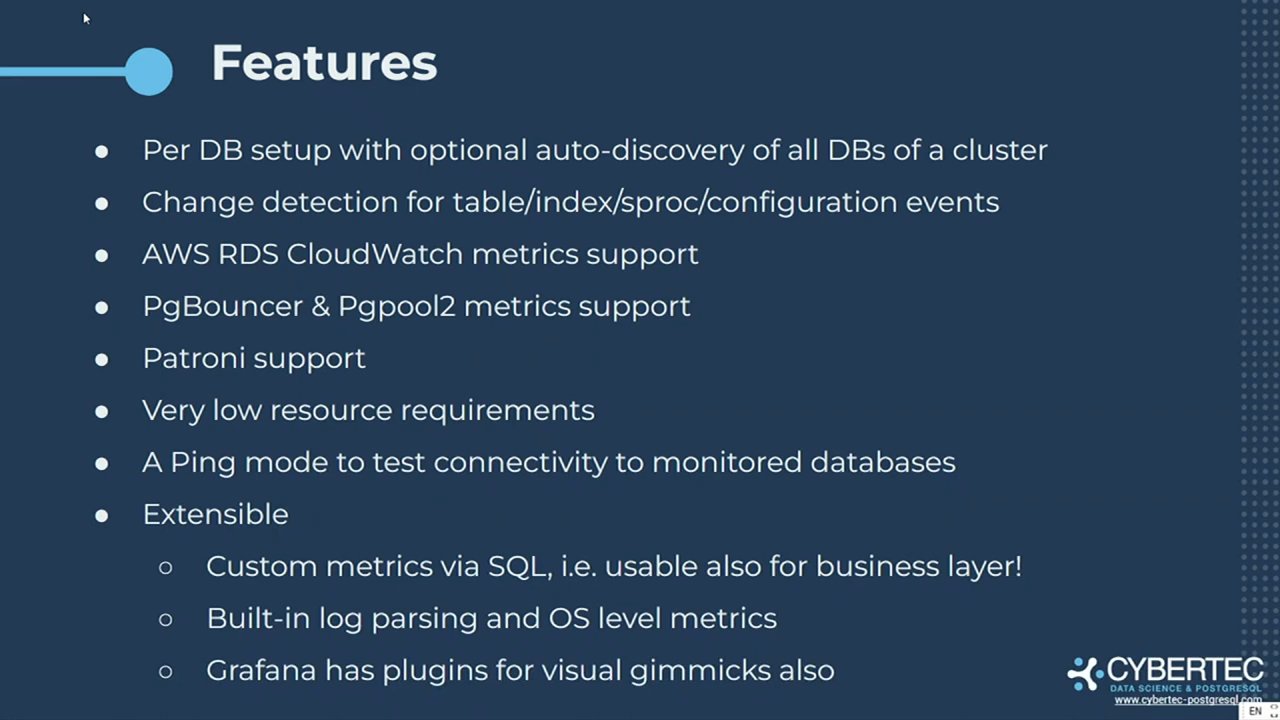 Features
● Per DB setup with optional auto-discovery of all DBs of a cluster
● Change detection for table/index/sproc/configuration events
● AWS RDS CloudWatch metrics support
● PgBouncer & Pgpool2 metrics support
● Patroni support
● Very low resource requirements
● A Ping mode to test connectivity to monitored databases
● Extensible
○ Custom metrics via SQL, i.e. usable also for business layer!
○ Built-in log parsing and OS level metrics
○ Grafana has plugins for visual gimmicks also
CYBERTEC
DATA SCIENCE & POSTGRESQL
www.cybertec-postgresql.com
EN